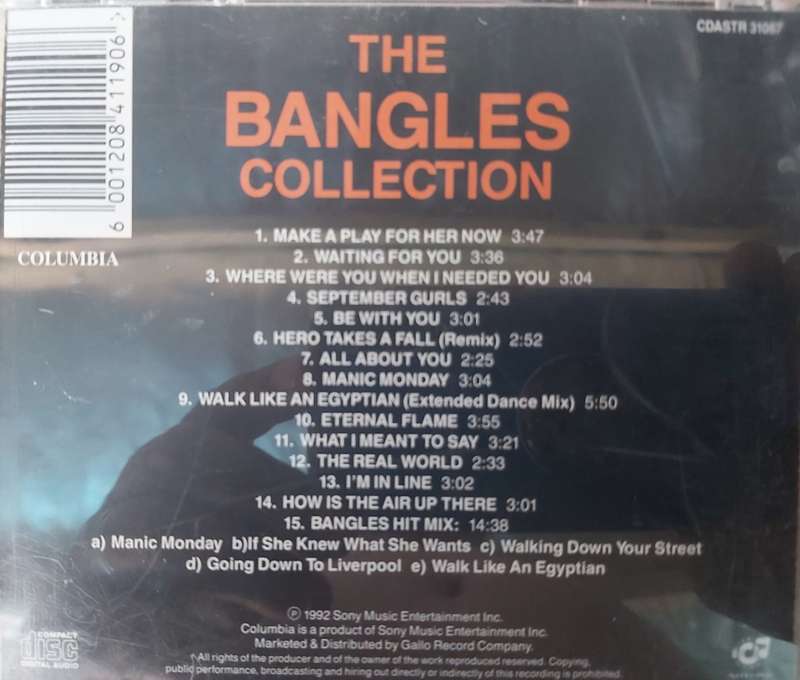 CDASTR 31067
THE
BANGLES
COLLECTION
6 001208 411906 >
COLUMBIA
1. MAKE A PLAY FOR HER NOW 3:47
2. WAITING FOR YOU 3:36
3. WHERE WERE YOU WHEN I NEEDED YOU 3:04
4. SEPTEMBER GURLS 2:43
5. BE WITH YOU 3:01
6. HERO TAKES A FALL (Remix) 2:52
7. ALL ABOUT YOU 2:25
8. MANIC MONDAY 3:04
9. WALK LIKE AN EGYPTIAN (Extended Dance Mix) 5:50
10. ETERNAL FLAME 3:55
11. WHAT I MEANT TO SAY 3:21
12. THE REAL WORLD 2:33
13. I'M IN LINE 3:02
14. HOW IS THE AIR UP THERE 3:01
15. BANGLES HIT MIX: 14:38
a) Manic Monday b)If She Knew What She Wants c) Walking Down Your Street
d) Going Down To Liverpool e) Walk Like An Egyptian
℗ 1992 Sony Music Entertainment Inc.
Columbia is a product of Sony Music Entertainment Inc.
Marketed & Distributed by Gallo Record Company.
All rights of the producer and of the owner of the work reproduced reserved. Copying,
public performance, broadcasting and hiring out directly or indirectly of this recording is prohibited.
COMPACT
disc
DIGITAL AUDIO